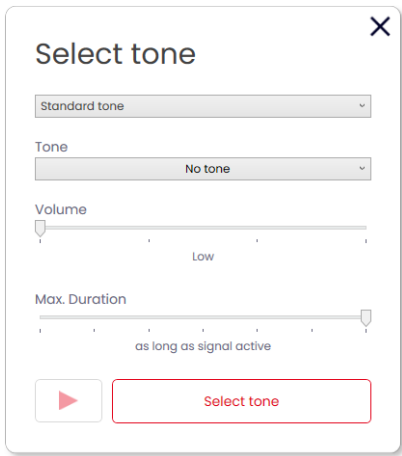 Select tone
Standard tone
Tone
No tone
Volume
Low
Max. Duration
as long as signal active
Select tone